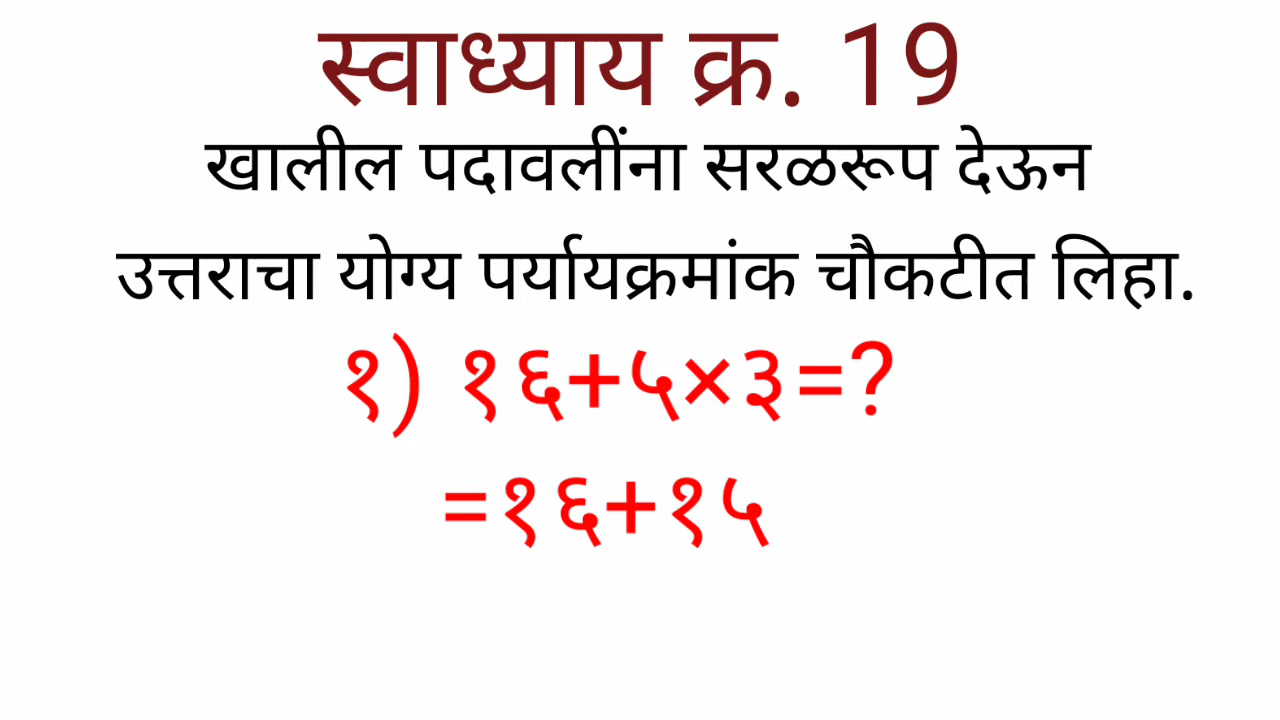 स्वाध्याय क्र. 19
खालील पदावलींना सरळरूप देऊन
उत्तराचा योग्य पर्यायक्रमांक चौकटीत लिहा.
१) १६+५×३=?
=१६+१५